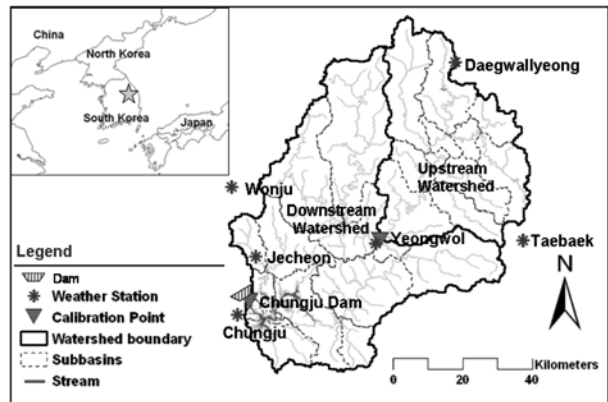 China
North Korea
South Korea
Japan
Daegwallyeong
Upstream
Watershed
Wonju
Downstream
Watershed
Yeongwol
Taebaek
Jecheon
Chungju Dam
Chungju
Legend
Dam
Weather Station
Calibration Point
Watershed boundary
Subbasins
Stream
N
Kilometers
0 20 40